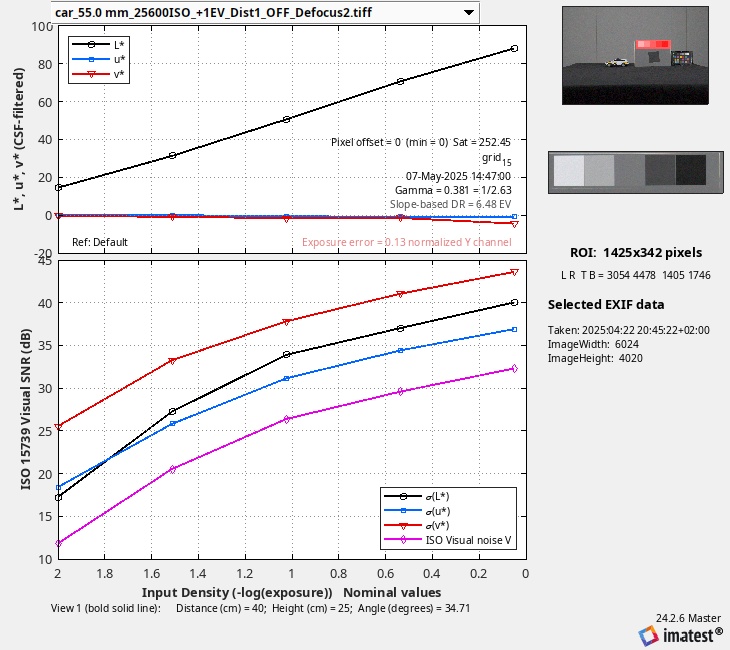 car_55.0 mm_25600ISO_+1EV_Dist1_OFF_Defocus2.tiff
L*, u*, v* (CSF-filtered)
100
80
60
40
20
0
-20
L*
u*
v*
Pixel offset = 0 (min = 0) Sat = 252.45
grid15
07-May-2025 14:47:00
Gamma = 0.381 = 1/2.63
Slope-based DR = 6.48 EV
Ref: Default
Exposure error = 0.13 normalized Y channel
ISO 15739 Visual SNR (dB)
45
40
35
30
25
20
15
10
σ(L*)
σ(u*)
σ(v*)
ISO Visual noise V
2 1.8 1.6 1.4 1.2 1 0.8 0.6 0.4 0.2 0
Input Density (-log(exposure)) Nominal values
View 1 (bold solid line): Distance (cm) = 40; Height (cm) = 25; Angle (degrees) = 34.71
ROI: 1425x342 pixels
L R T B = 3054 4478 1405 1746
Selected EXIF data
Taken: 2025:04:22 20:45:22+02:00
ImageWidth: 6024
ImageHeight: 4020
24.2.6 Master
imatest®